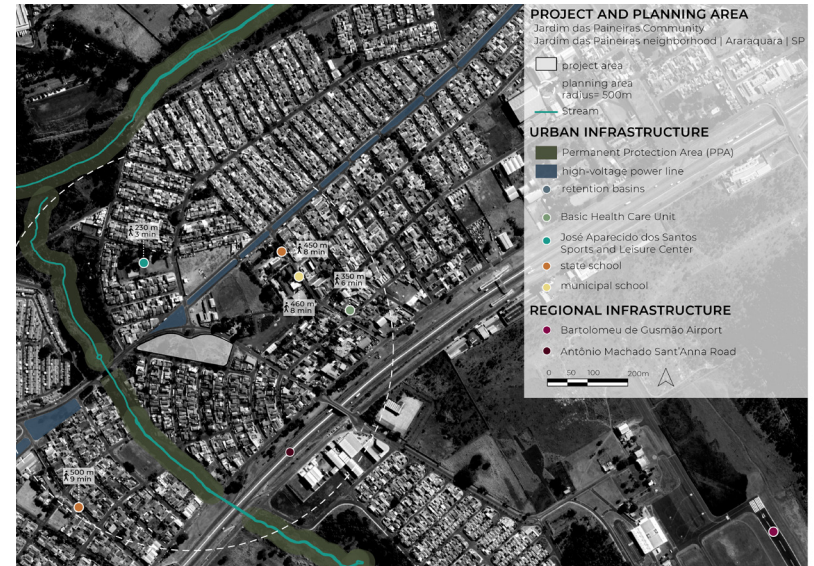 PROJECT AND PLANNING AREA
Jardim das Paineiras Community
Jardim das Paineiras neighborhood | Araraquara | SP
project area
planning area
radius= 500m
Stream
URBAN INFRASTRUCTURE
Permanent Protection Area (PPA)
high-voltage power line
retention basins
Basic Health Care Unit
José Aparecido dos Santos
Sports and Leisure Center
state school
municipal school
REGIONAL INFRASTRUCTURE
Bartolomeu de Gusmão Airport
Antônio Machado Sant'Anna Road
0 50 100 200m
230 m
3 min
450 m
8 min
350 m
6 min
460 m
8 min
500 m
9 min